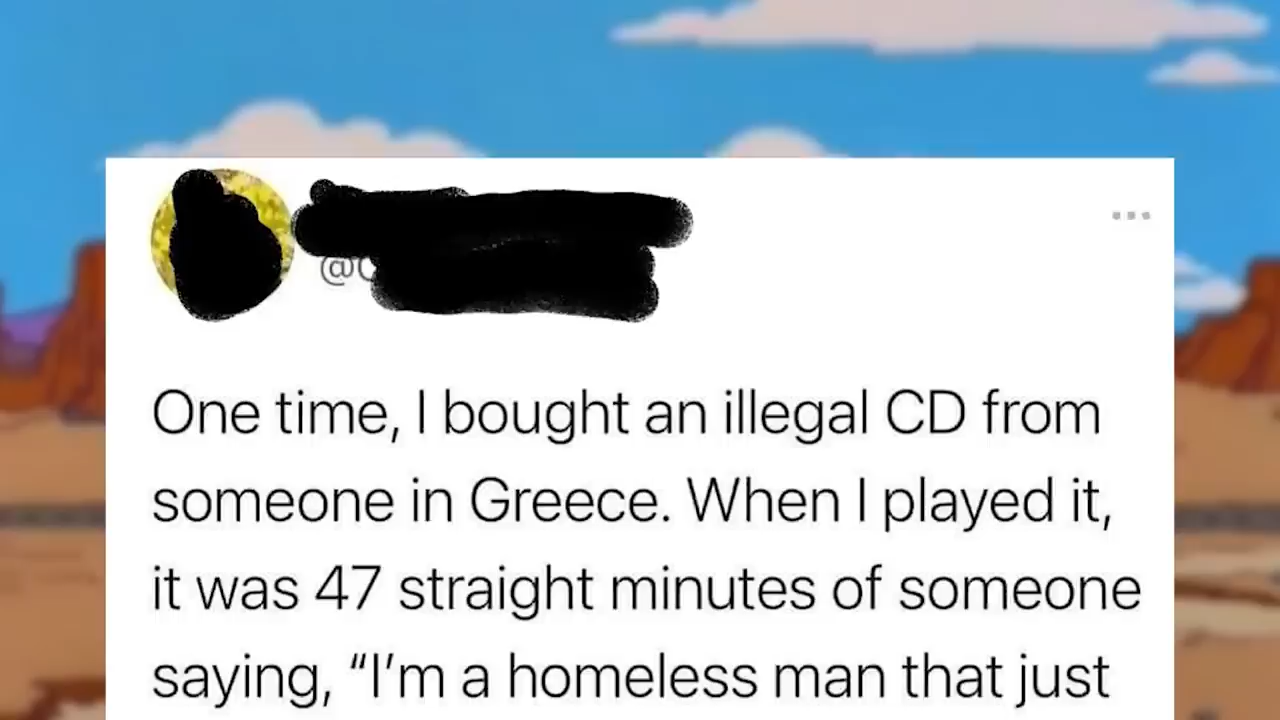 @
One time, I bought an illegal CD from
someone in Greece. When I played it,
it was 47 straight minutes of someone
saying, “I’m a homeless man that just